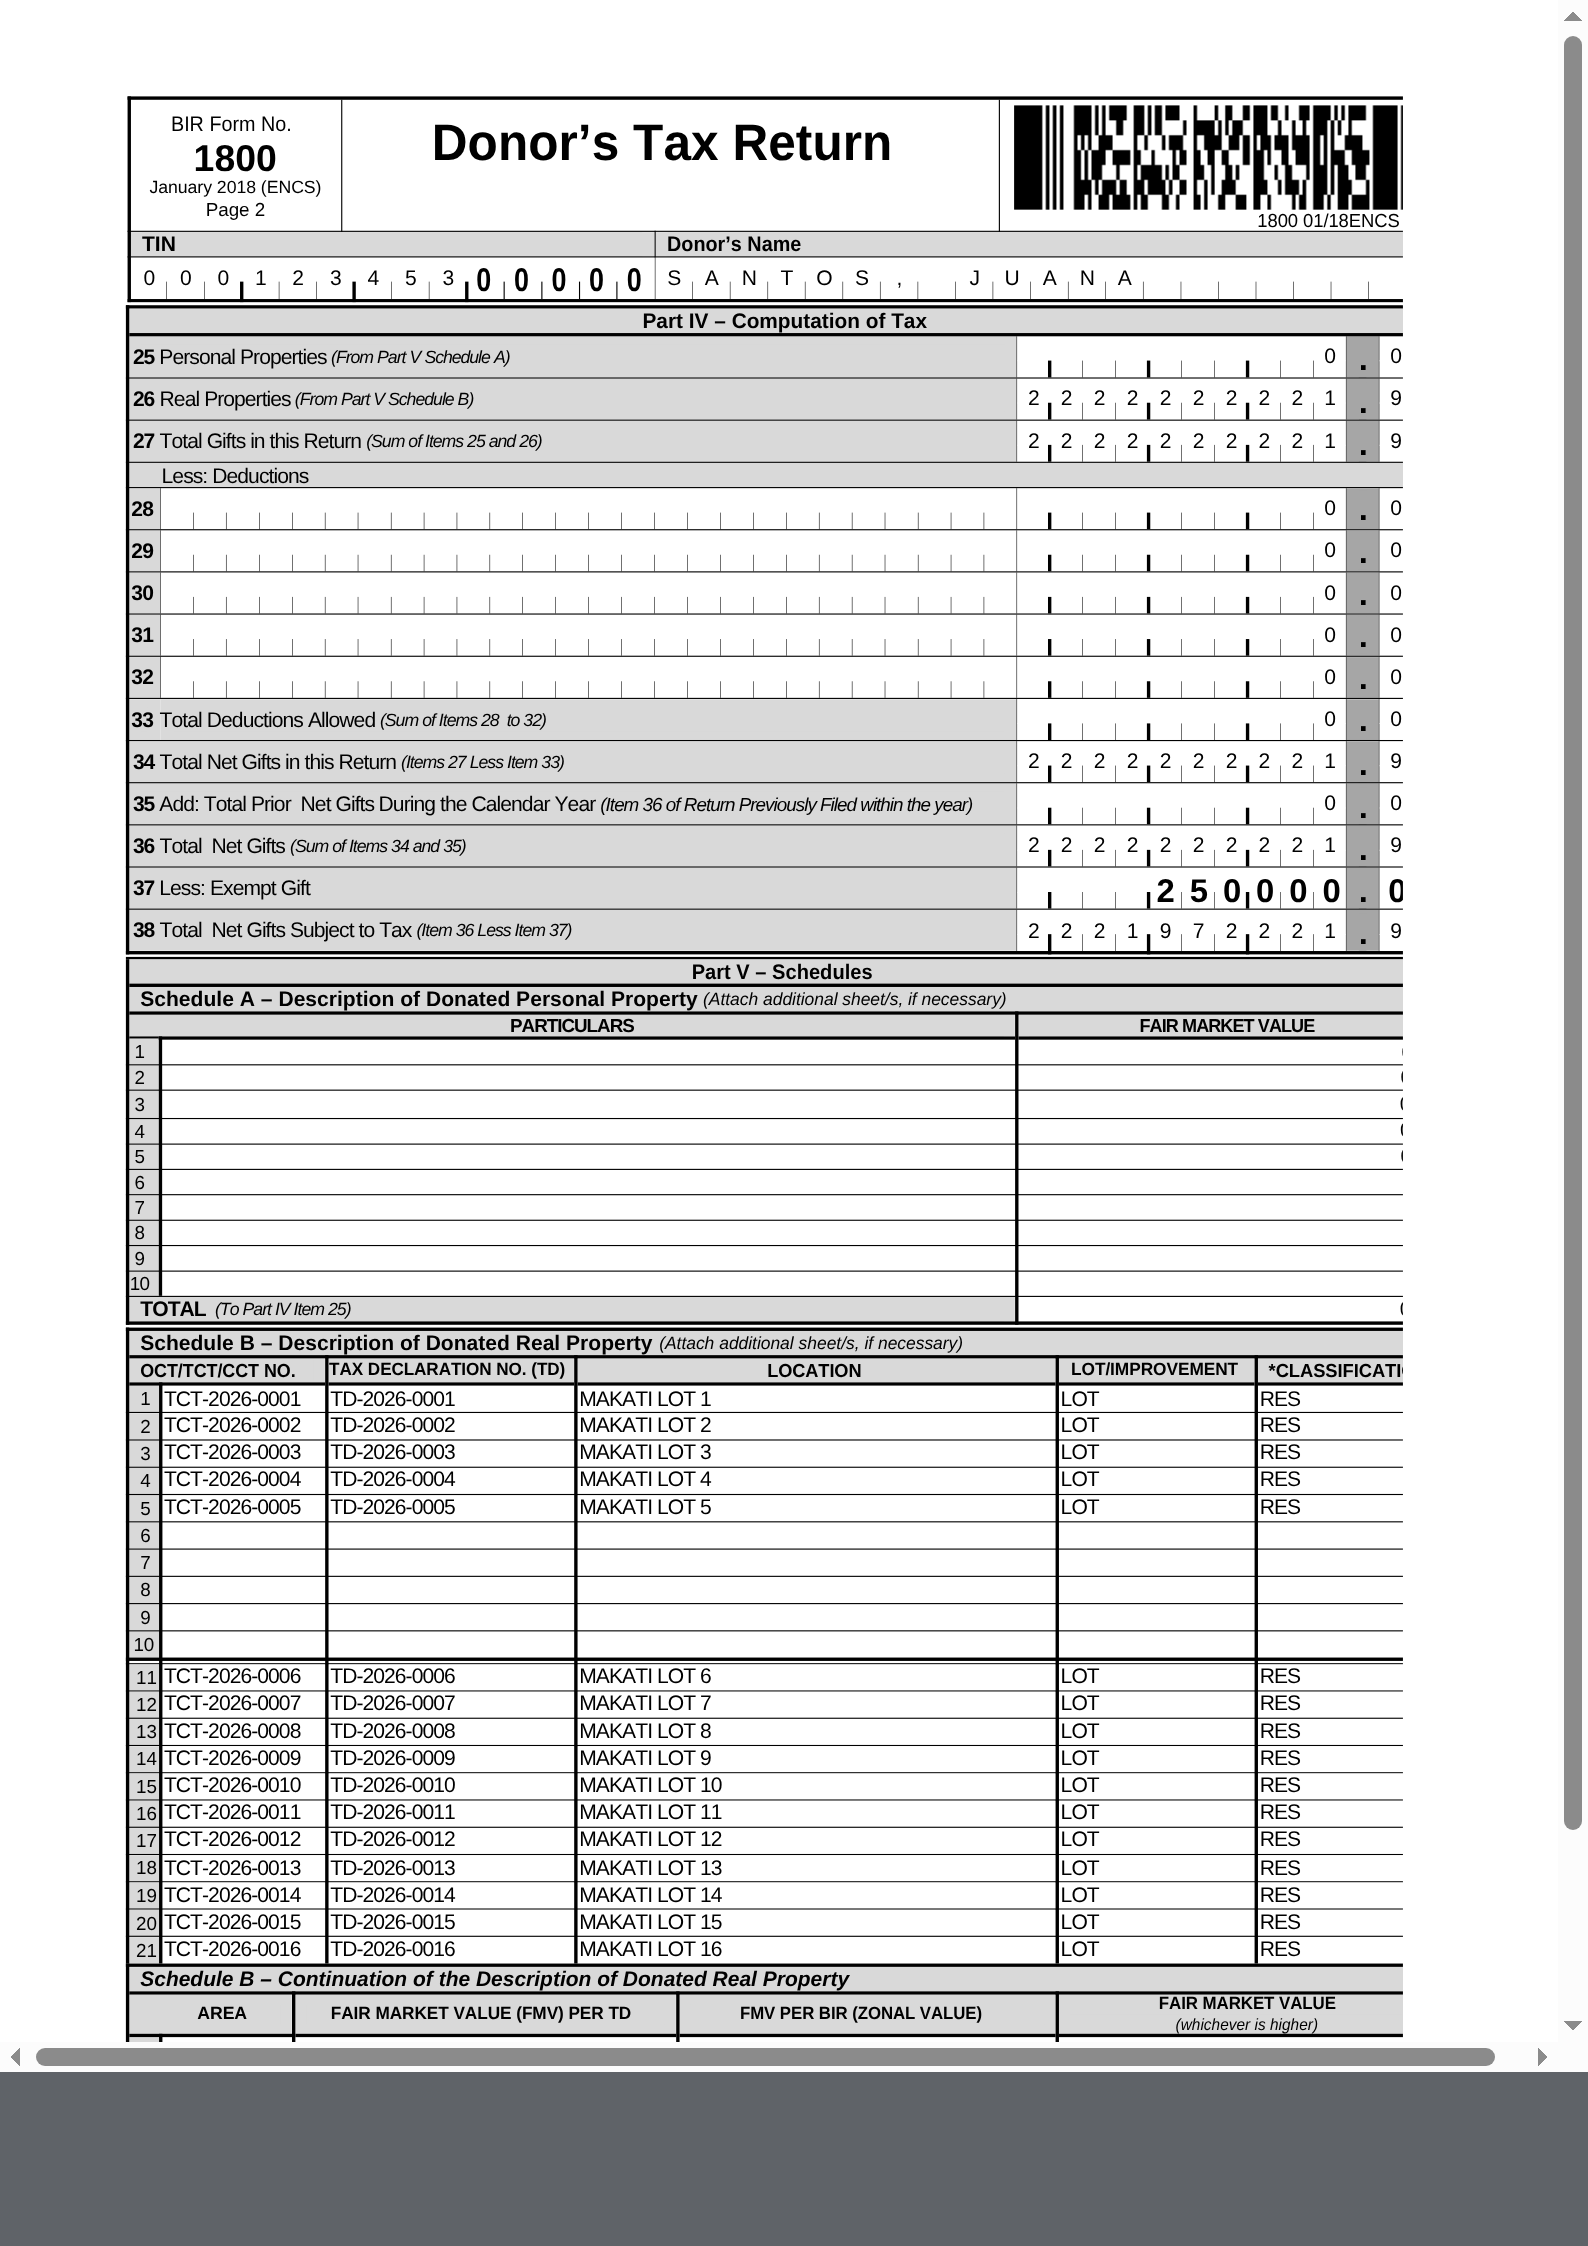 BIR Form No.
1800
January 2018 (ENCS)
Page 2
Donor's Tax Return
1800 01/18ENCS
TIN Donor's Name
0 0 0 1 2 3 4 5 3 0 0 0 0 0 S A N T O S , J U A N A
Part IV – Computation of Tax
25 Personal Properties (From Part V Schedule A) 0 . 0
26 Real Properties (From Part V Schedule B) 2 2 2 2 2 2 2 2 2 1 . 9
27 Total Gifts in this Return (Sum of Items 25 and 26) 2 2 2 2 2 2 2 2 2 1 . 9
Less: Deductions
28 0 . 0
29 0 . 0
30 0 . 0
31 0 . 0
32 0 . 0
33 Total Deductions Allowed (Sum of Items 28 to 32) 0 . 0
34 Total Net Gifts in this Return (Items 27 Less Item 33) 2 2 2 2 2 2 2 2 2 1 . 9
35 Add: Total Prior Net Gifts During the Calendar Year (Item 36 of Return Previously Filed within the year) 0 . 0
36 Total Net Gifts (Sum of Items 34 and 35) 2 2 2 2 2 2 2 2 2 1 . 9
37 Less: Exempt Gift 2 5 0 0 0 0 . 0
38 Total Net Gifts Subject to Tax (Item 36 Less Item 37) 2 2 2 1 9 7 2 2 2 1 . 9
Part V – Schedules
Schedule A – Description of Donated Personal Property (Attach additional sheet/s, if necessary)
PARTICULARS FAIR MARKET VALUE
1
2
3
4
5
6
7
8
9
10
TOTAL (To Part IV Item 25)
Schedule B – Description of Donated Real Property (Attach additional sheet/s, if necessary)
OCT/TCT/CCT NO. TAX DECLARATION NO. (TD) LOCATION LOT/IMPROVEMENT *CLASSIFICATI
1 TCT-2026-0001 TD-2026-0001 MAKATI LOT 1 LOT RES
2 TCT-2026-0002 TD-2026-0002 MAKATI LOT 2 LOT RES
3 TCT-2026-0003 TD-2026-0003 MAKATI LOT 3 LOT RES
4 TCT-2026-0004 TD-2026-0004 MAKATI LOT 4 LOT RES
5 TCT-2026-0005 TD-2026-0005 MAKATI LOT 5 LOT RES
6
7
8
9
10
11 TCT-2026-0006 TD-2026-0006 MAKATI LOT 6 LOT RES
12 TCT-2026-0007 TD-2026-0007 MAKATI LOT 7 LOT RES
13 TCT-2026-0008 TD-2026-0008 MAKATI LOT 8 LOT RES
14 TCT-2026-0009 TD-2026-0009 MAKATI LOT 9 LOT RES
15 TCT-2026-0010 TD-2026-0010 MAKATI LOT 10 LOT RES
16 TCT-2026-0011 TD-2026-0011 MAKATI LOT 11 LOT RES
17 TCT-2026-0012 TD-2026-0012 MAKATI LOT 12 LOT RES
18 TCT-2026-0013 TD-2026-0013 MAKATI LOT 13 LOT RES
19 TCT-2026-0014 TD-2026-0014 MAKATI LOT 14 LOT RES
20 TCT-2026-0015 TD-2026-0015 MAKATI LOT 15 LOT RES
21 TCT-2026-0016 TD-2026-0016 MAKATI LOT 16 LOT RES
Schedule B – Continuation of the Description of Donated Real Property
AREA FAIR MARKET VALUE (FMV) PER TD FMV PER BIR (ZONAL VALUE) FAIR MARKET VALUE
(whichever is higher)